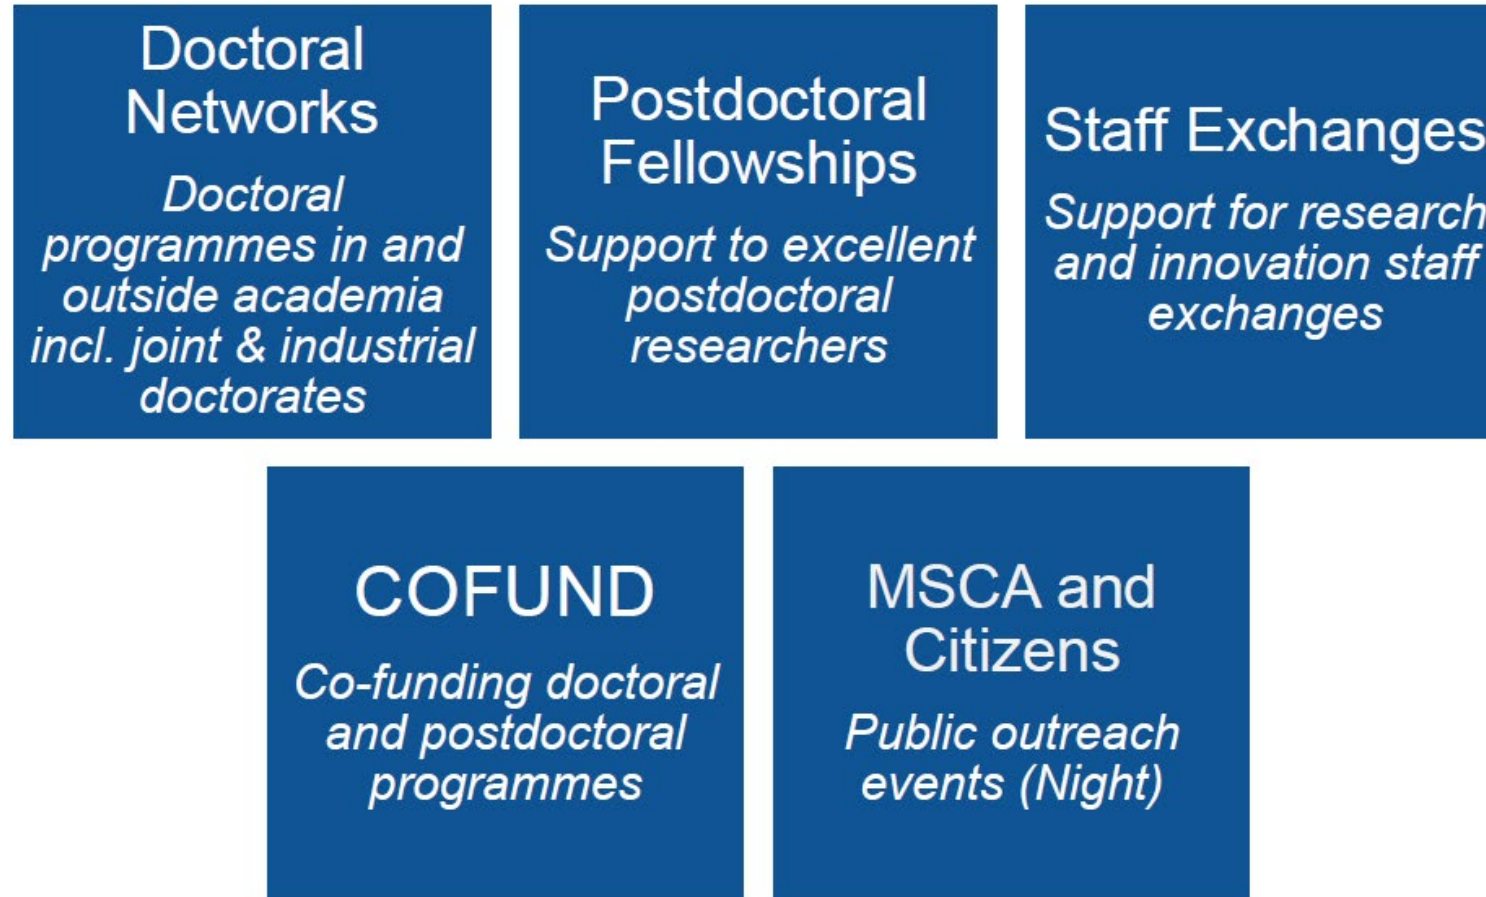 Doctoral
Networks
Doctoral
programmes in and
outside academia
incl. joint & industrial
doctorates
Postdoctoral
Fellowships
Support to excellent
postdoctoral
researchers
Staff Exchanges
Support for research
and innovation staff
exchanges
COFUND
Co-funding doctoral
and postdoctoral
programmes
MSCA and
Citizens
Public outreach
events (Night)